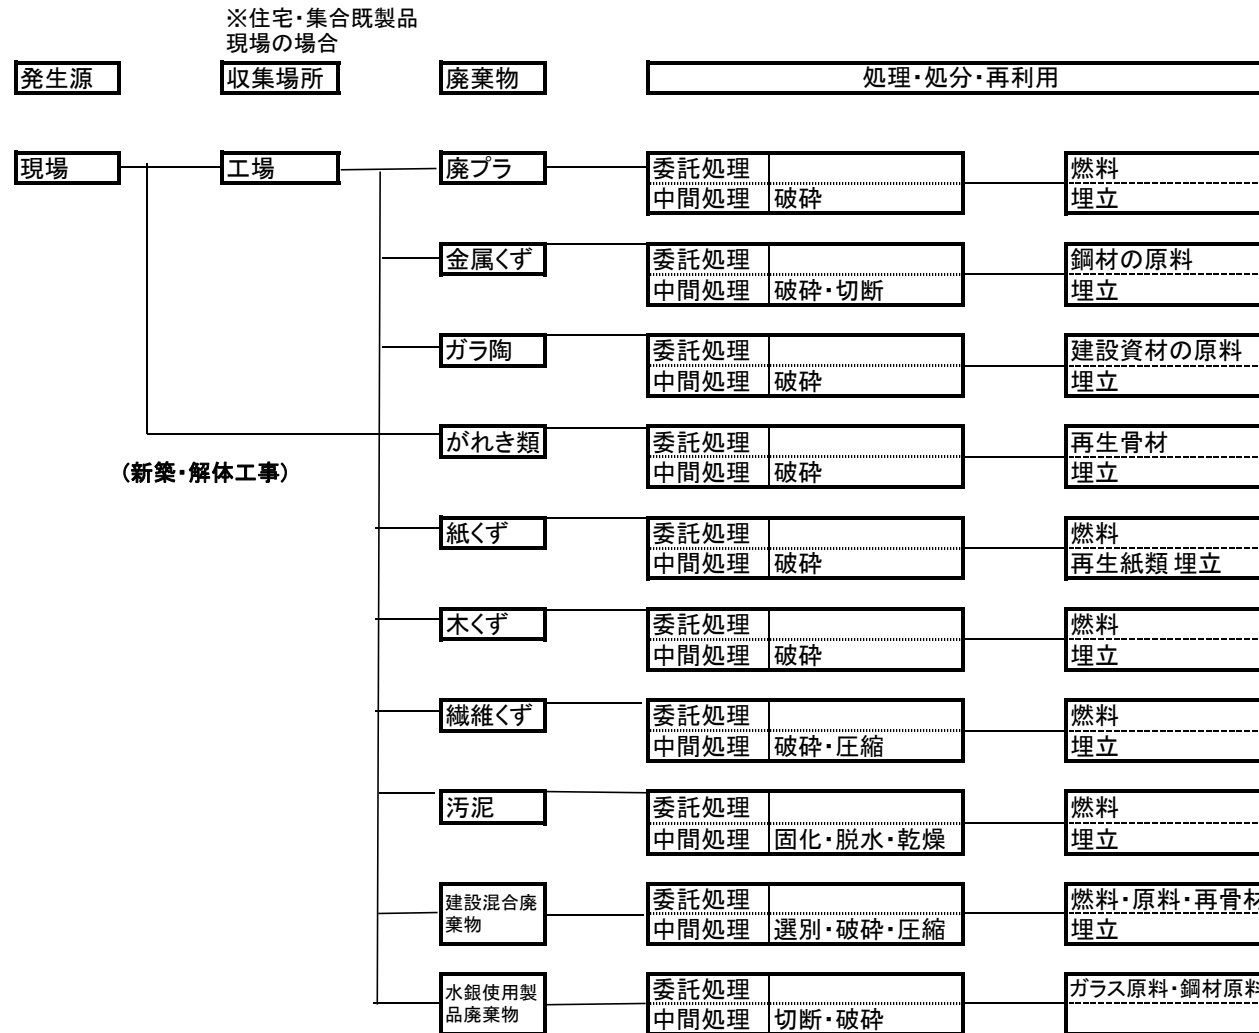 ※住宅・集合既製品
現場の場合
発生源 収集場所 廃棄物 処理・処分・再利用
現場 工場 廃プラ 委託処理 燃料
中間処理 破砕 埋立
金属くず 委託処理 鋼材の原料
中間処理 破砕・切断 埋立
ガラ陶 委託処理 建設資材の原料
中間処理 破砕 埋立
がれき類 委託処理 再生骨材
(新築・解体工事) 中間処理 破砕 埋立
紙くず 委託処理 燃料
中間処理 破砕 再生紙類 埋立
木くず 委託処理 燃料
中間処理 破砕 埋立
繊維くず 委託処理 燃料
中間処理 破砕・圧縮 埋立
汚泥 委託処理 燃料
中間処理 固化・脱水・乾燥 埋立
建設混合廃
棄物 委託処理 燃料・原料・再骨材
中間処理 選別・破砕・圧縮 埋立
水銀使用製
品廃棄物 委託処理 ガラス原料・鋼材原料
中間処理 切断・破砕